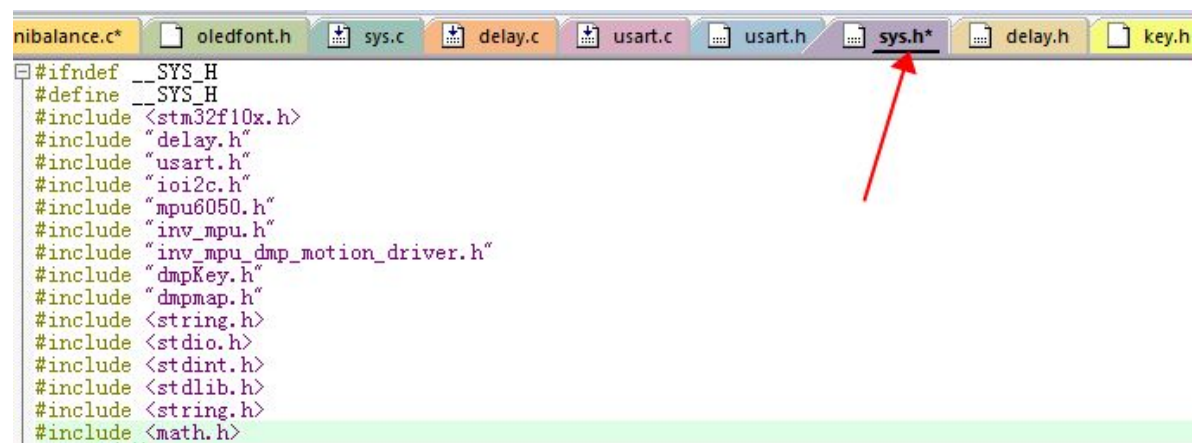 nibalance.c* oledfont.h sys.c delay.c usart.c usart.h sys.h* delay.h key.h
#ifndef __SYS_H
#define __SYS_H
#include <stm32f10x.h>
#include "delay.h"
#include "usart.h"
#include "ioi2c.h"
#include "mpu6050.h"
#include "inv_mpu.h"
#include "inv_mpu_dmp_motion_driver.h"
#include "dmpKey.h"
#include "dmpmap.h"
#include <string.h>
#include <stdio.h>
#include <stdint.h>
#include <stdlib.h>
#include <string.h>
#include <math.h>